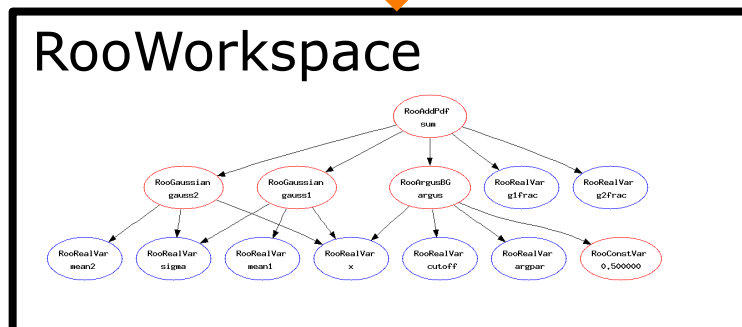 RooWorkspace
RooAddPdf
sum
RooGaussian
gauss2
RooGaussian
gauss1
RooArgusBG
argus
RooRealVar
g1frac
RooRealVar
g2frac
RooRealVar
mean2
RooRealVar
sigma
RooRealVar
mean1
RooRealVar
x
RooRealVar
cutoff
RooRealVar
argpar
RooConstVar
0.500000